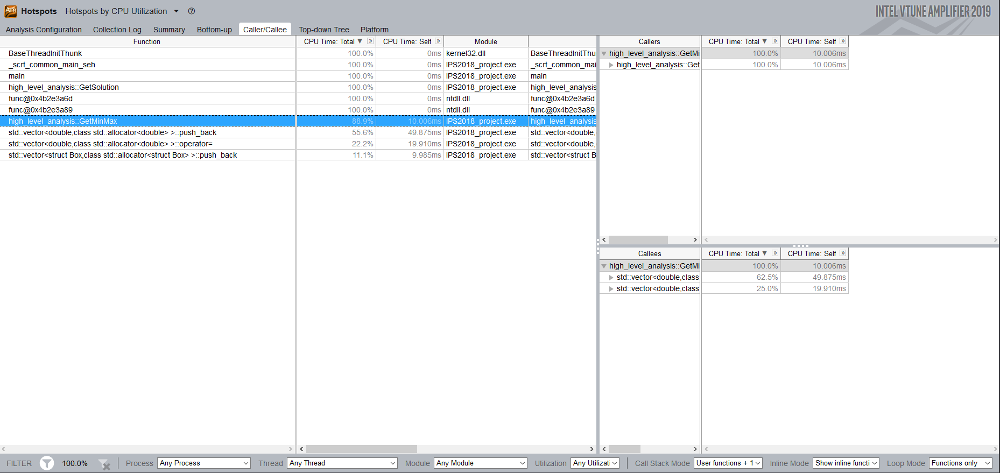 Am Hotspots Hotspots by CPU Utilization
INTEL VTUNE AMPLIFIER 2019
Analysis Configuration Collection Log Summary Bottom-up Caller/Callee Top-down Tree Platform
Function CPU Time: Total CPU Time: Self Module
BaseThreadInitThunk 100.0% 0ms kernel32.dll BaseThreadInitThu
_scrt_common_main_seh 100.0% 0ms IPS2018_project.exe _scrt_common_mai
main 100.0% 0ms IPS2018_project.exe main
high_level_analysis::GetSolution 100.0% 0ms IPS2018_project.exe high_level_analysis
func@0x4b2e3a6d 100.0% 0ms ntdll.dll func@0x4b2e3a6d
func@0x4b2e3a89 100.0% 0ms ntdll.dll func@0x4b2e3a89
high_level_analysis::GetMinMax 88.9% 10.006ms IPS2018_project.exe high_level_analysis
std::vector<double,class std::allocator<double> >::push_back 55.6% 49.875ms IPS2018_project.exe std::vector<double,
std::vector<double,class std::allocator<double> >::operator= 22.2% 19.910ms IPS2018_project.exe std::vector<double,
std::vector<struct Box,class std::allocator<struct Box> >::push_back 11.1% 9.985ms IPS2018_project.exe std::vector<struct B
Callers CPU Time: Total CPU Time: Self
high_level_analysis::GetMi 100.0% 10.006ms
high_level_analysis::Get 100.0% 10.006ms
Callees CPU Time: Total CPU Time: Self
high_level_analysis::GetMi 100.0% 10.006ms
std::vector<double,class 62.5% 49.875ms
std::vector<double,class 25.0% 19.910ms
FILTER 100.0% Process Any Process Thread Any Thread Module Any Module Utilization Any Utilizat Call Stack Mode User functions + 1 Inline Mode Show inline functi Loop Mode Functions only